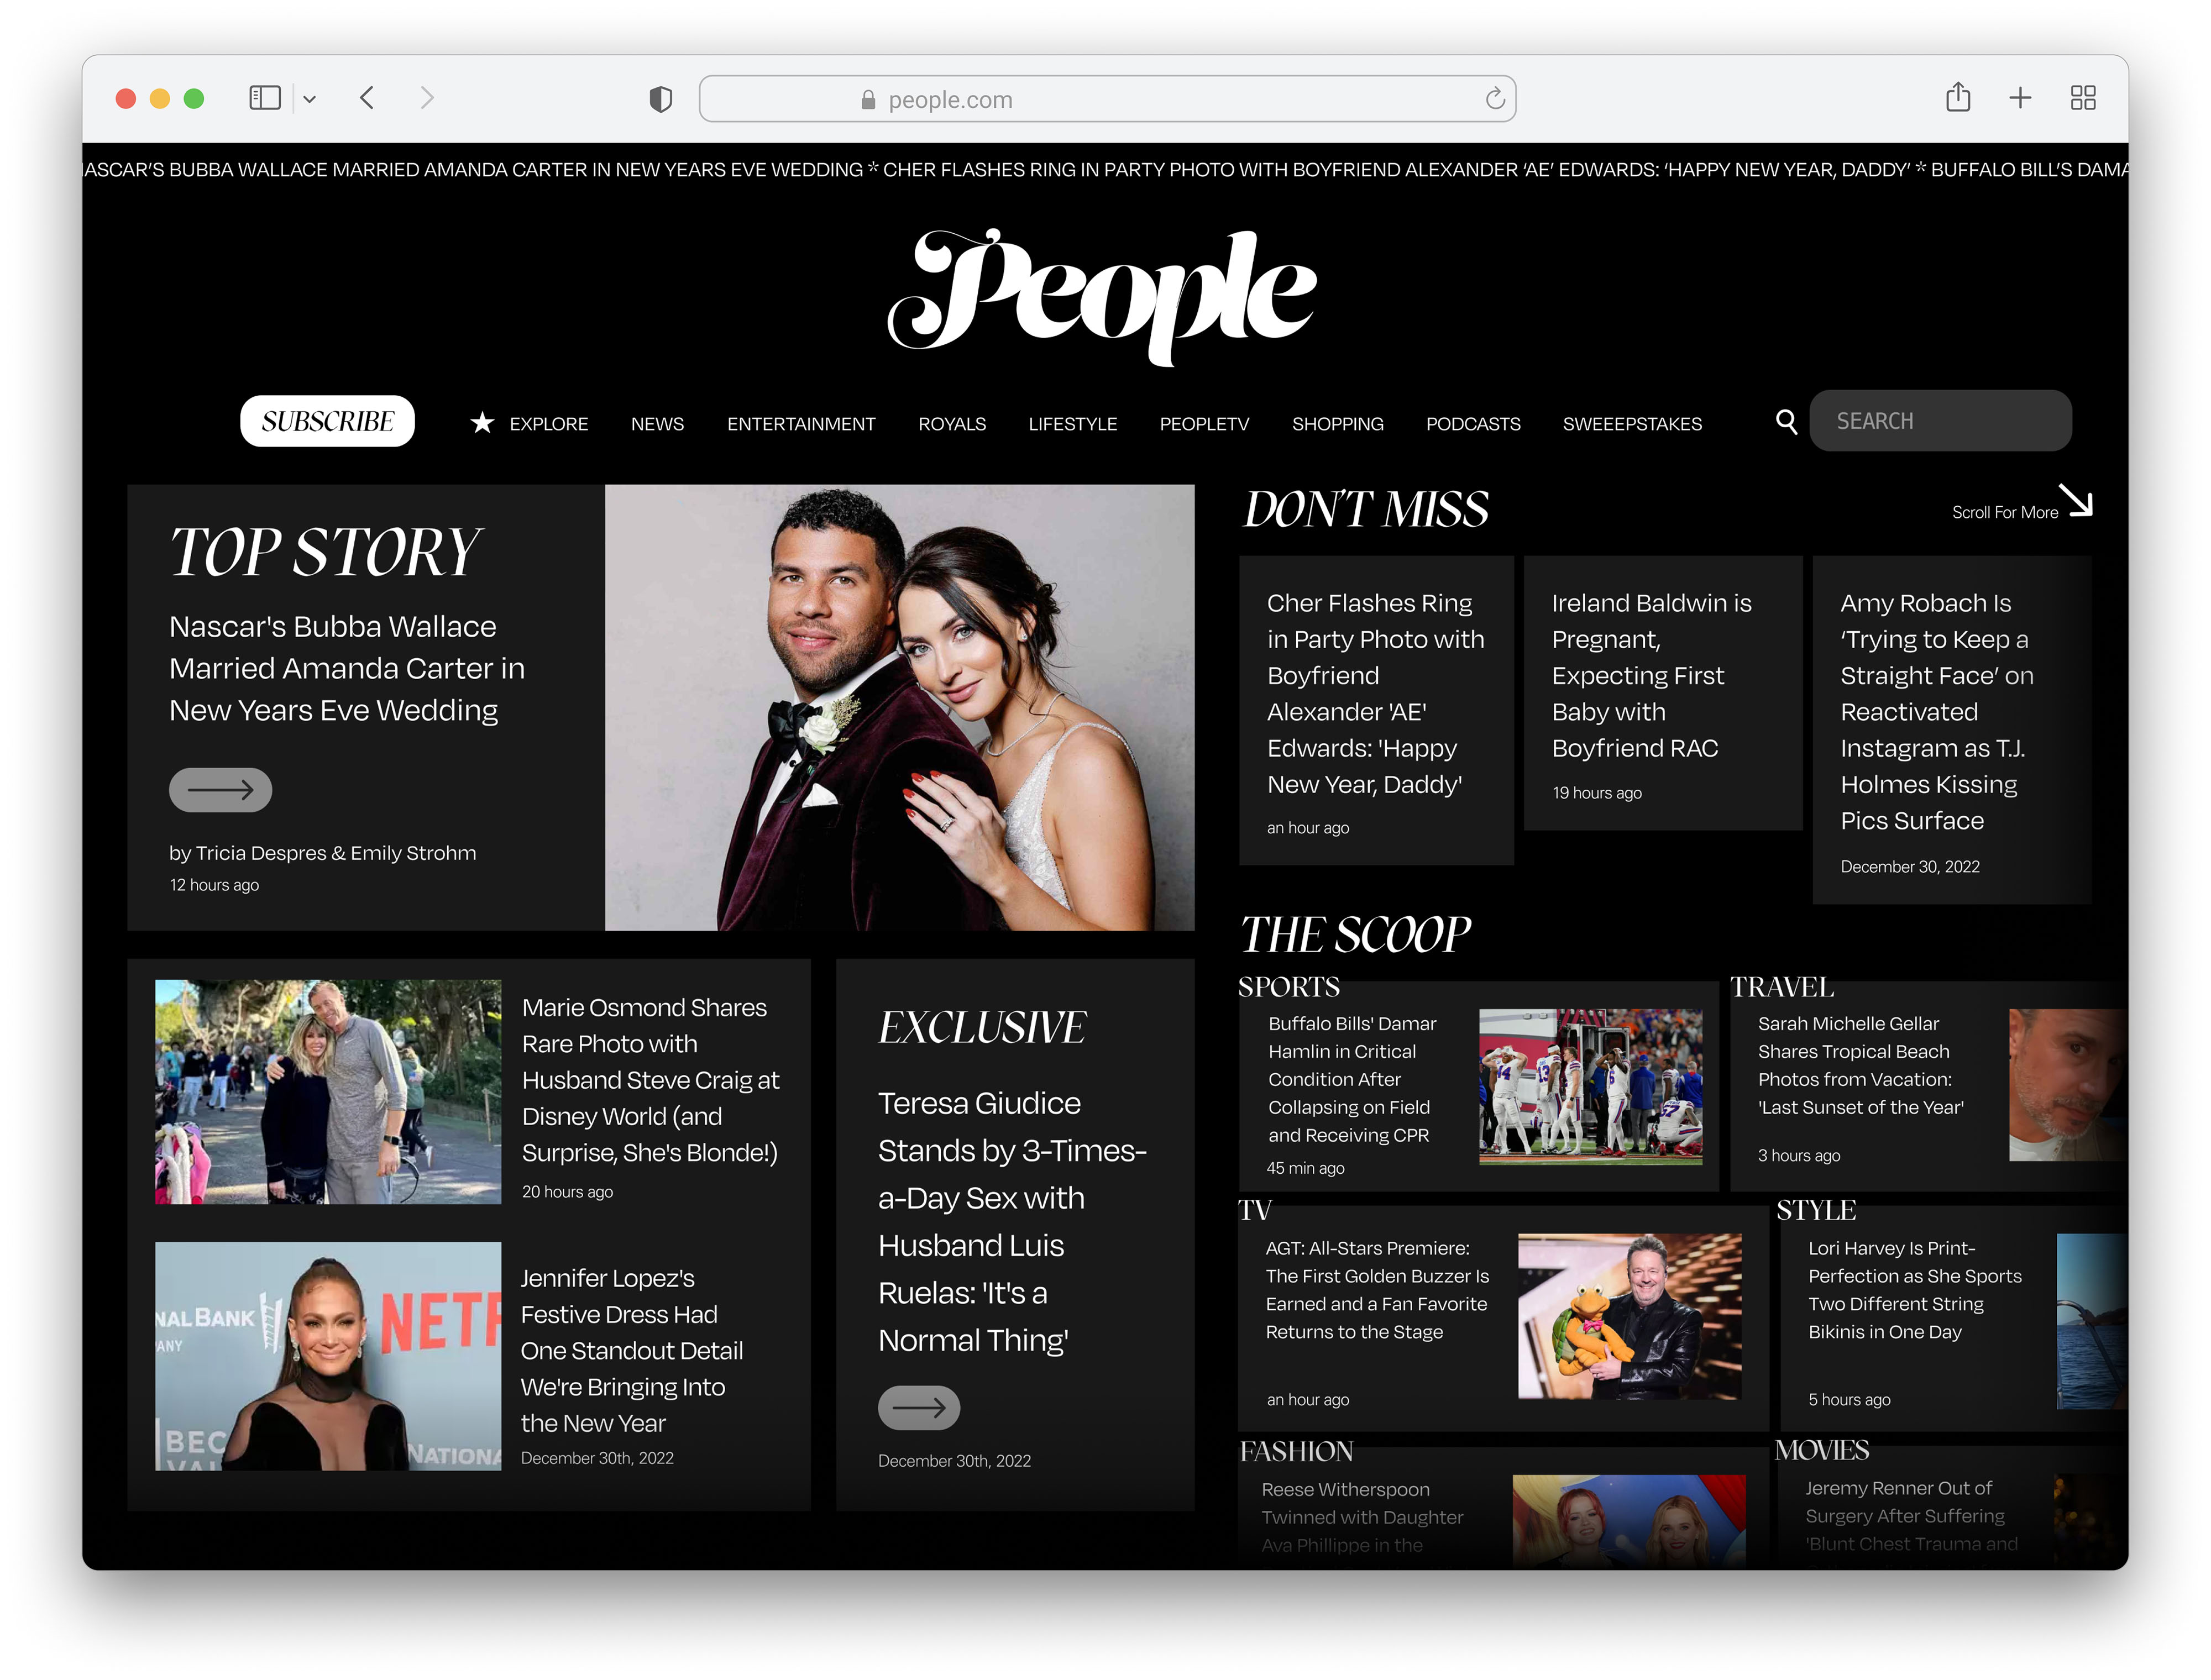 people.com
ASCAR'S BUBBA WALLACE MARRIED AMANDA CARTER IN NEW YEARS EVE WEDDING * CHER FLASHES RING IN PARTY PHOTO WITH BOYFRIEND ALEXANDER 'AE' EDWARDS: 'HAPPY NEW YEAR, DADDY' * BUFFALO BILL'S DAMA
People
SUBSCRIBE
EXPLORE NEWS ENTERTAINMENT ROYALS LIFESTYLE PEOPLETV SHOPPING PODCASTS SWEEEPSTAKES
SEARCH
TOP STORY
Nascar's Bubba Wallace
Married Amanda Carter in
New Years Eve Wedding
by Tricia Despres & Emily Strohm
12 hours ago
Marie Osmond Shares
Rare Photo with
Husband Steve Craig at
Disney World (and
Surprise, She's Blonde!)
20 hours ago
NAL BANK
ANY
NETF
BEC
VAL
NATIONA
Jennifer Lopez's
Festive Dress Had
One Standout Detail
We're Bringing Into
the New Year
December 30th, 2022
EXCLUSIVE
Teresa Giudice
Stands by 3-Times-
a-Day Sex with
Husband Luis
Ruelas: 'It's a
Normal Thing'
December 30th, 2022
DON'T MISS
Scroll For More
Cher Flashes Ring
in Party Photo with
Boyfriend
Alexander 'AE'
Edwards: 'Happy
New Year, Daddy'
an hour ago
Ireland Baldwin is
Pregnant,
Expecting First
Baby with
Boyfriend RAC
19 hours ago
Amy Robach Is
‘Trying to Keep a
Straight Face’ on
Reactivated
Instagram as T.J.
Holmes Kissing
Pics Surface
December 30, 2022
THE SCOOP
SPORTS
Buffalo Bills' Damar
Hamlin in Critical
Condition After
Collapsing on Field
and Receiving CPR
45 min ago
14
13
6
57
TRAVEL
Sarah Michelle Gellar
Shares Tropical Beach
Photos from Vacation:
'Last Sunset of the Year'
3 hours ago
TV
AGT: All-Stars Premiere:
The First Golden Buzzer Is
Earned and a Fan Favorite
Returns to the Stage
an hour ago
STYLE
Lori Harvey Is Print-
Perfection as She Sports
Two Different String
Bikinis in One Day
5 hours ago
FASHION
Reese Witherspoon
Twinned with Daughter
Ava Phillippe in the
MOVIES
Jeremy Renner Out of
Surgery After Suffering
'Blunt Chest Trauma and